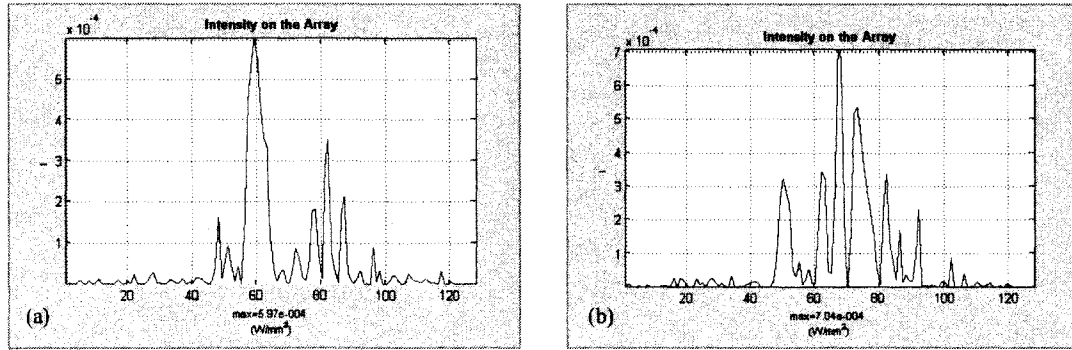 Intensity on the Array
x 10^-4
5
4
3
2
1
I
20 40 60 80 100 120
max=5.97e-004
(W/mm²)
(a)
Intensity on the Array
x 10^-4
7
6
5
4
3
2
1
I
20 40 60 80 100 120
max=7.04e-004
(W/mm²)
(b)